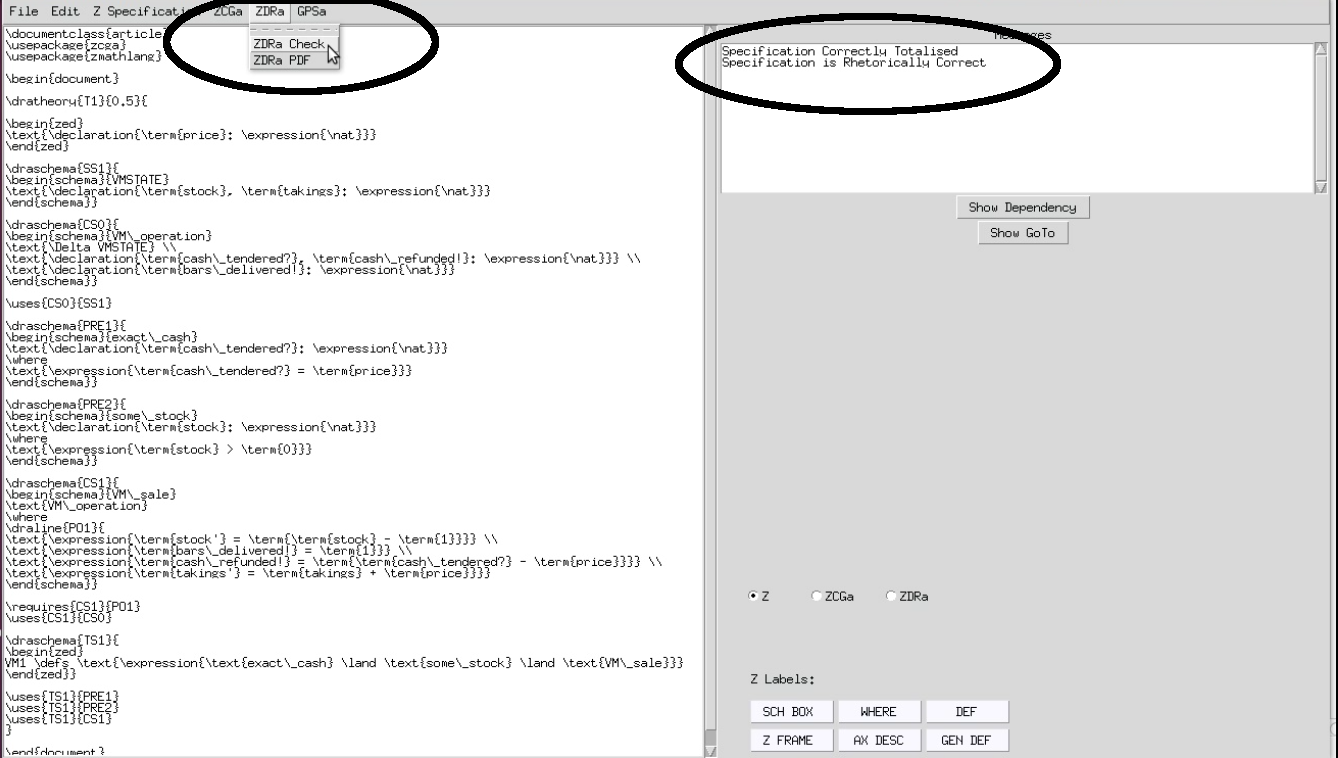 File Edit Z Specification ZCGa ZDRa GPSa
ZDRa Check
ZDRa PDF
\documentclass{article}
\usepackage{zcga}
\usepackage{zmathlang}
\begin{document}
\dratheory{T1}{0.5}{
\begin{zed}
\text{\declaration{\term{price}: \expression{\nat}}}
\end{zed}
\draschema{SS1}{
\begin{schema}{VMSTATE}
\text{\declaration{\term{stock}, \term{takings}: \expression{\nat}}}
\end{schema}}
\draschema{CS0}{
\begin{schema}{VM\_operation}
\text{\Delta VMSTATE} \\
\text{\declaration{\term{cash\_tendered?}, \term{cash\_refunded!}: \expression{\nat}}} \\
\text{\declaration{\term{bars\_delivered!}: \expression{\nat}}}
\end{schema}}
\uses{CS0}{SS1}
\draschema{PRE1}{
\begin{schema}{exact\_cash}
\text{\declaration{\term{cash\_tendered?}: \expression{\nat}}}
\where
\text{\expression{\term{cash\_tendered?} = \term{price}}}
\end{schema}}
\draschema{PRE2}{
\begin{schema}{some\_stock}
\text{\declaration{\term{stock}: \expression{\nat}}}
\where
\text{\expression{\term{stock} > \term{0}}}
\end{schema}}
\draschema{CS1}{
\begin{schema}{VM\_sale}
\text{VM\_operation}
\where
\draline{PO1}{
\text{\expression{\term{stock'} = \term{\term{stock} - \term{1}}}} \\
\text{\expression{\term{bars\_delivered!} = \term{1}}} \\
\text{\expression{\term{cash\_refunded!} = \term{\term{cash\_tendered?} - \term{price}}}} \\
\text{\expression{\term{takings'} = \term{takings} + \term{price}}}}
\end{schema}}
\requires{CS1}{PO1}
\uses{CS1}{CS0}
\draschema{TS1}{
\begin{zed}
VM1 \defs \text{\expression{\text{exact\_cash} \land \text{some\_stock} \land \text{VM\_sale}}}
\end{zed}}
\uses{TS1}{PRE1}
\uses{TS1}{PRE2}
\uses{TS1}{CS1}
}
\end{document}
Messages
Specification Correctly Totalised
Specification is Rhetorically Correct
Show Dependency
Show GoTo
Z ZCGa ZDRa
Z Labels:
SCH BOX WHERE DEF
Z FRAME AX DESC GEN DEF